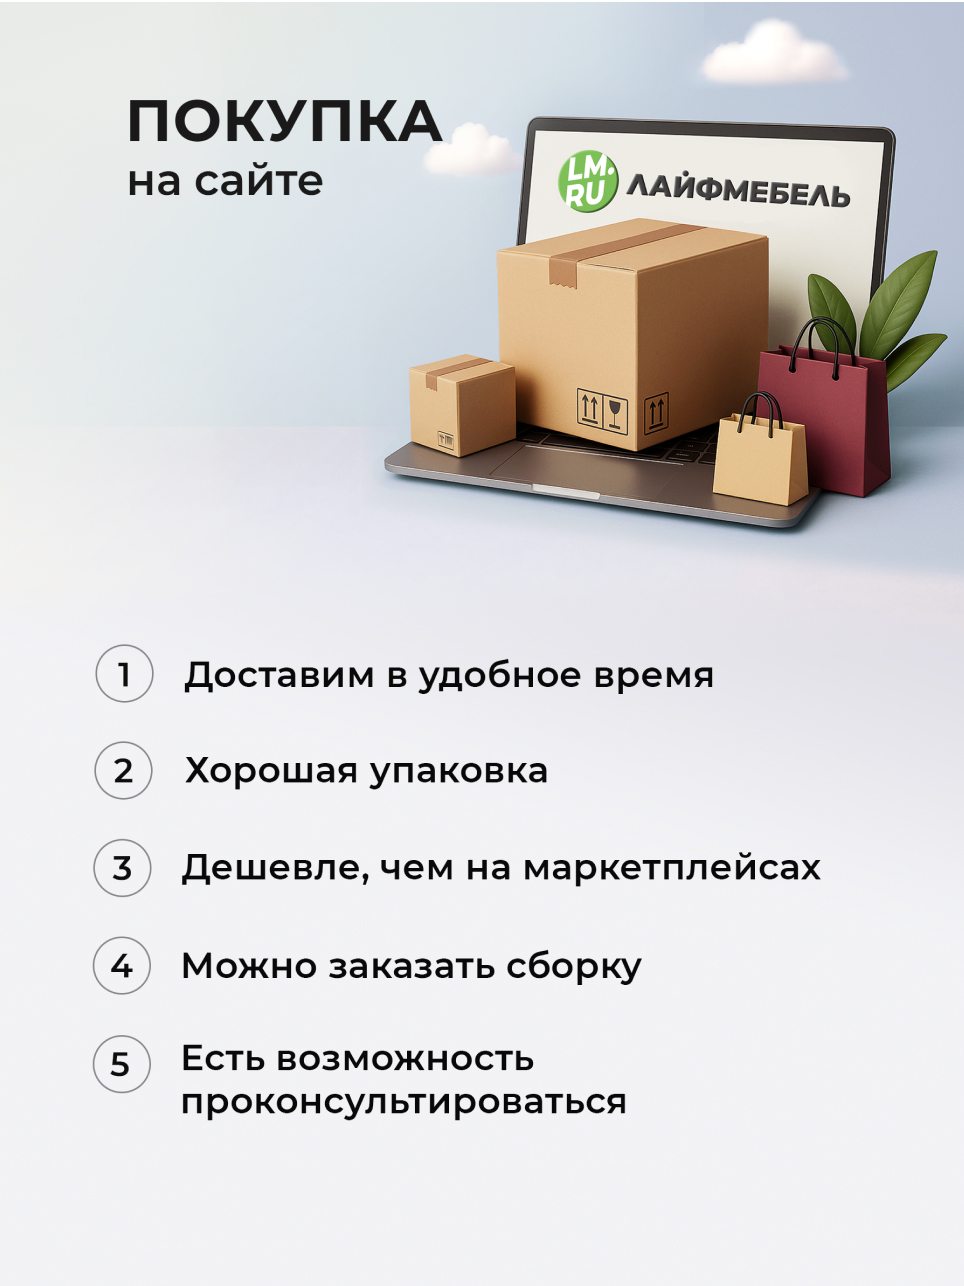 ПОКУПКА
на сайте
LM.
RU
ЛАЙФМЕБЕЛЬ
1 Доставим в удобное время
2 Хорошая упаковка
3 Дешевле, чем на маркетплейсах
4 Можно заказать сборку
5 Есть возможность
проконсультироваться